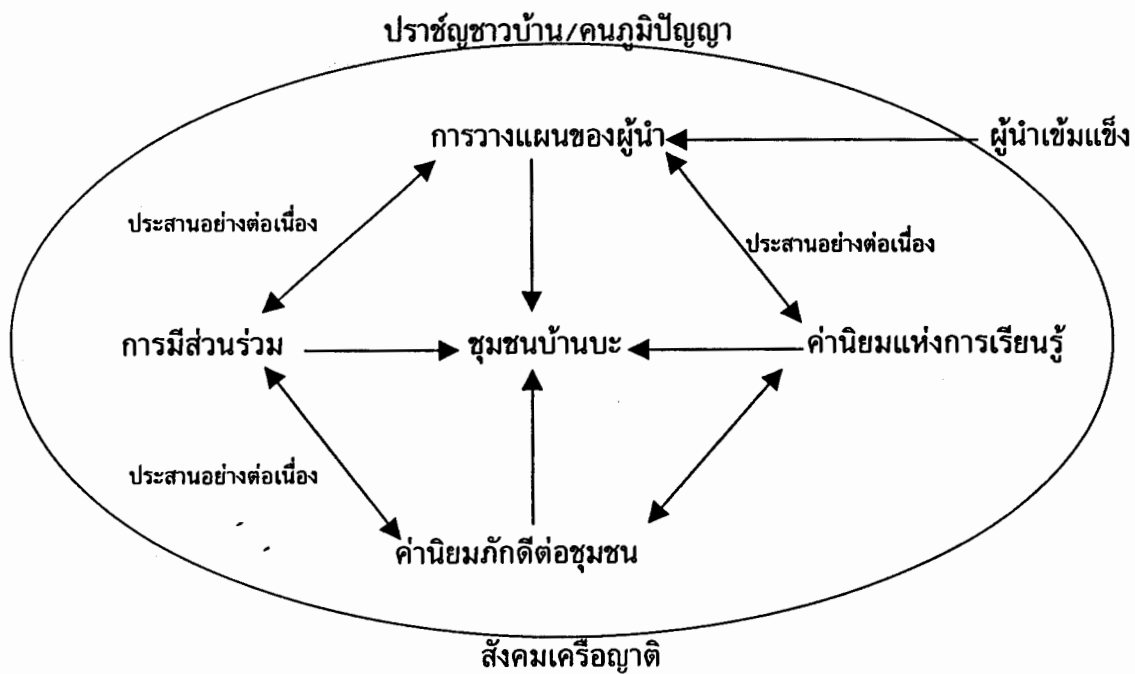 ปราชญ์ชาวบ้าน/คนภูมิปัญญา
การวางแผนของผู้นำ
ผู้นำเข้มแข็ง
ประสานอย่างต่อเนื่อง
ประสานอย่างต่อเนื่อง
การมีส่วนร่วม
ชุมชนบ้านบะ
ค่านิยมแห่งการเรียนรู้
ประสานอย่างต่อเนื่อง
ค่านิยมภักดีต่อชุมชน
สังคมเครือญาติ